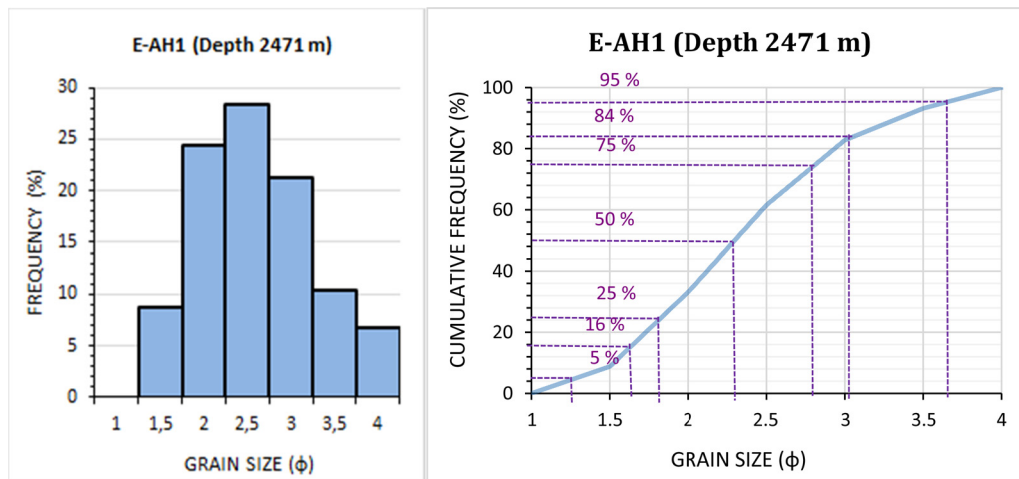 E-AH1 (Depth 2471 m)
30
25
20
15
10
5
0
FREQUENCY (%)
1 1,5 2 2,5 3 3,5 4
GRAIN SIZE (ϕ)
E-AH1 (Depth 2471 m)
100
80
60
40
20
0
CUMULATIVE FREQUENCY (%)
95 %
84 %
75 %
50 %
25 %
16 %
5 %
1 1.5 2 2.5 3 3.5 4
GRAIN SIZE (ϕ)